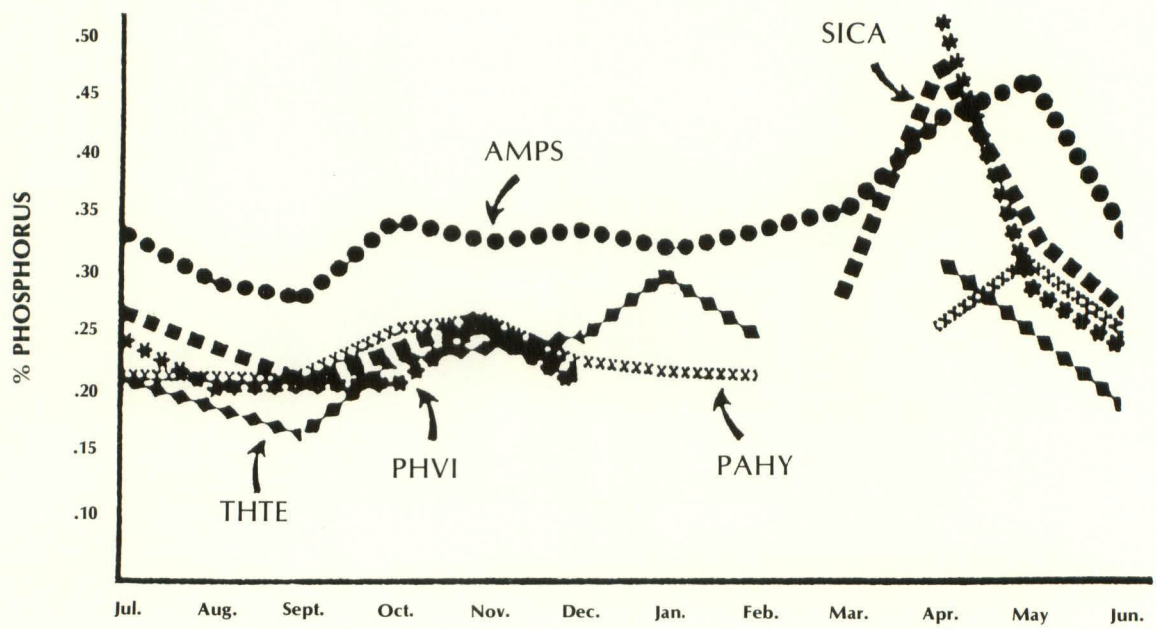 % PHOSPHORUS
.50
.45
.40
.35
.30
.25
.20
.15
.10
SICA
AMPS
PHVI
PAHY
THTE
Jul. Aug. Sept. Oct. Nov. Dec. Jan. Feb. Mar. Apr. May Jun.